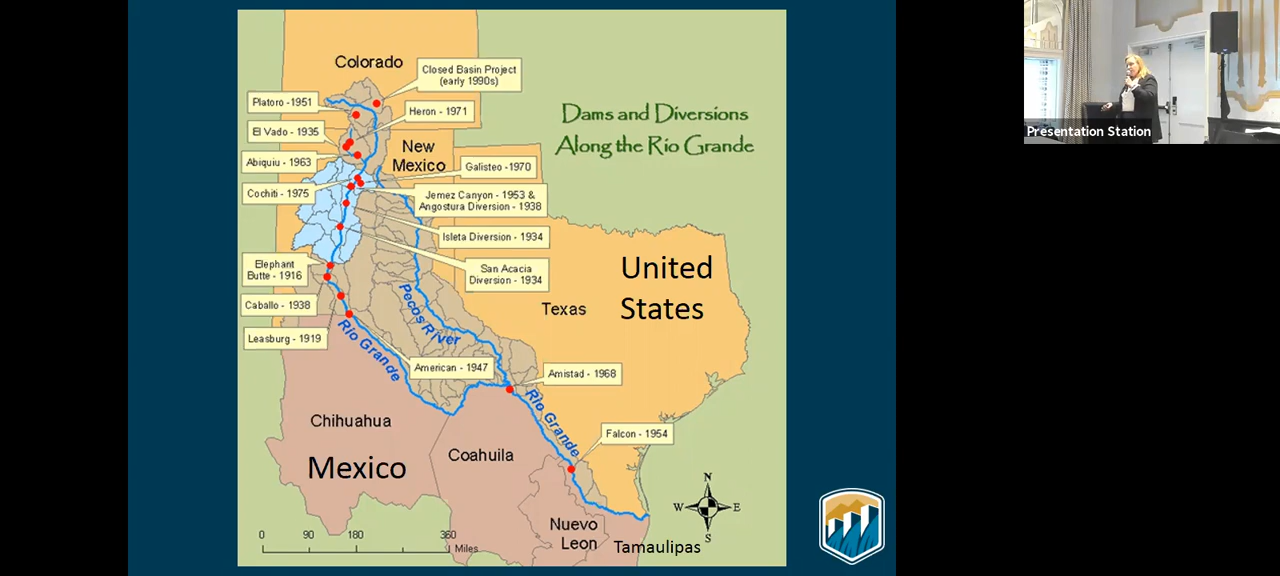 Colorado
Closed Basin Project
(early 1990s)
Platoro - 1951
Heron - 1971
El Vado - 1935
New
Mexico
Abiquiu - 1963
Galisteo - 1970
Cochiti - 1975
Jemez Canyon - 1953 &
Angostura Diversion - 1938
Isleta Diversion - 1934
San Acacia
Diversion - 1934
Elephant
Butte - 1916
Caballo - 1938
Leasburg - 1919
American - 1947
Amistad - 1968
Falcon - 1954
Dams and Diversions
Along the Rio Grande
United
States
Texas
Pecos River
Rio Grande
Rio Grande
Chihuahua
Mexico
Coahuila
Nuevo
Leon
Tamaulipas
N
W
E
S
0 90 180 360
Miles
Presentation Station